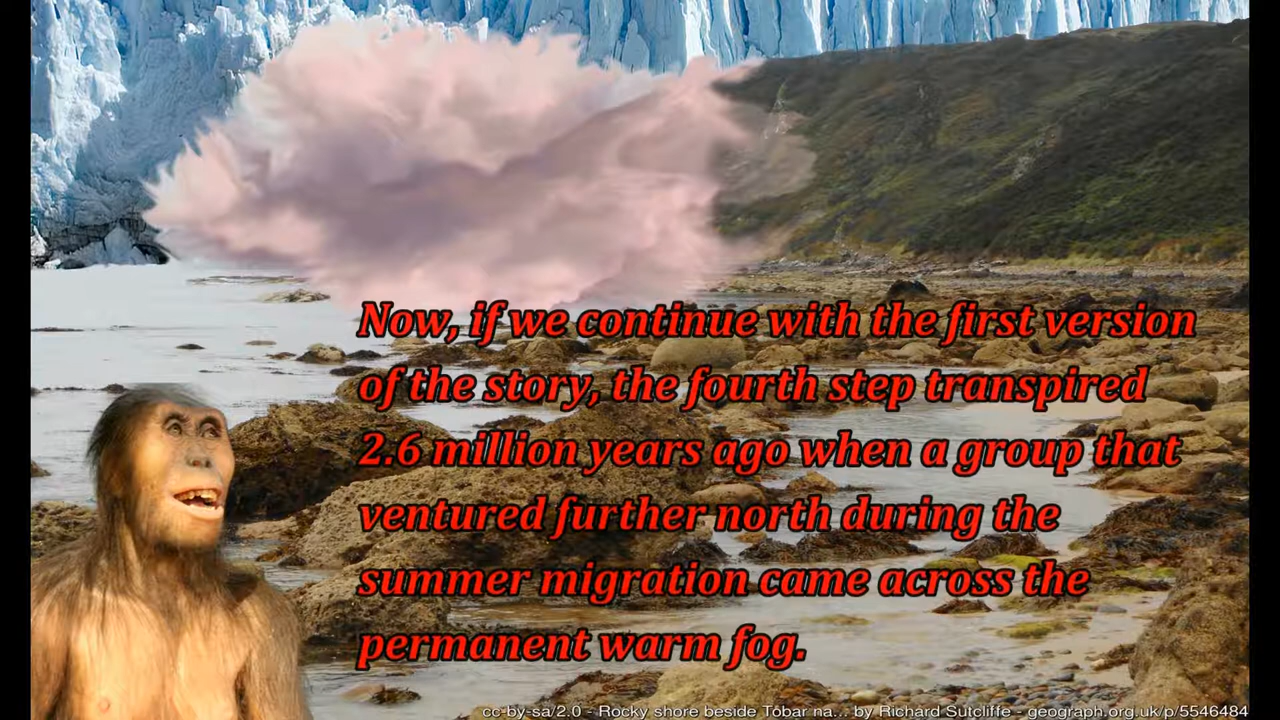 Now, if we continue with the first version
of the story, the fourth step transpired
2.6 million years ago when a group that
ventured further north during the
summer migration came across the
permanent warm fog.
cc-by-sa/2.0 - Rocky shore beside Tòbar na... by Richard Sutcliffe - geograph.org.uk/p/5546484